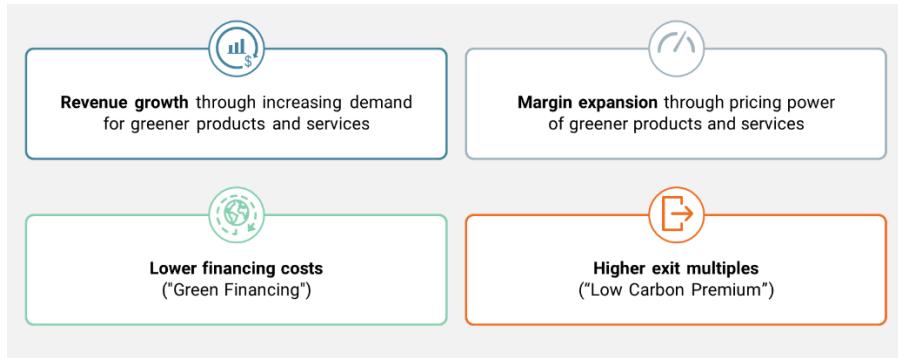 $
Revenue growth through increasing demand
for greener products and services
Margin expansion through pricing power
of greener products and services
Lower financing costs
("Green Financing")
Higher exit multiples
(“Low Carbon Premium”)